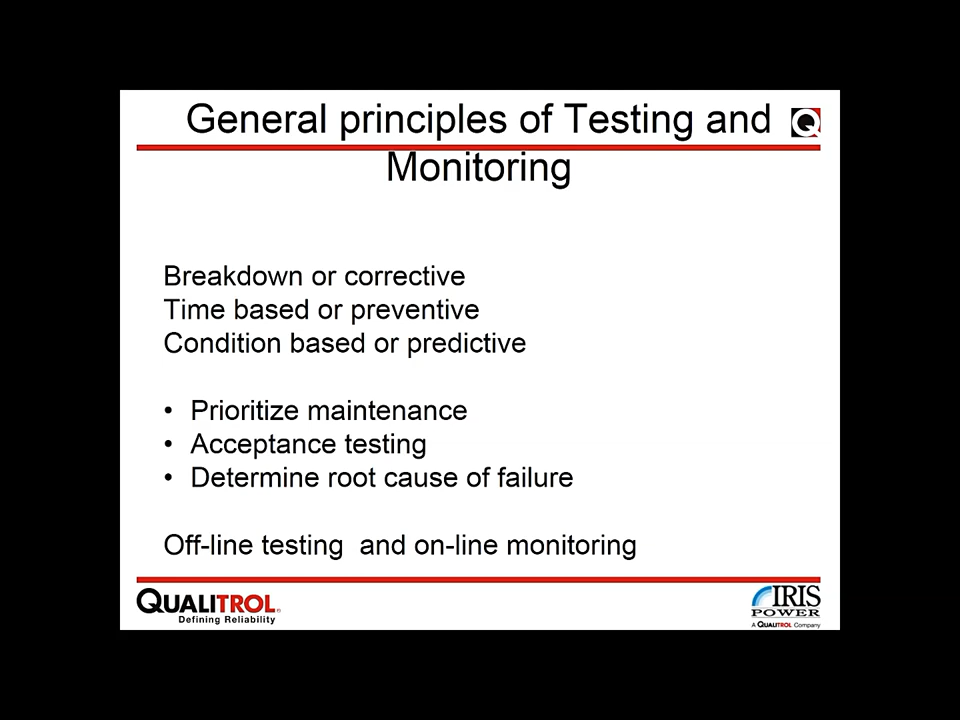 General principles of Testing and
Monitoring
Q
Breakdown or corrective
Time based or preventive
Condition based or predictive
• Prioritize maintenance
• Acceptance testing
• Determine root cause of failure
Off-line testing  and on-line monitoring
QUALITROL®
Defining Reliability
IRIS
POWER
A QUALITROL Company